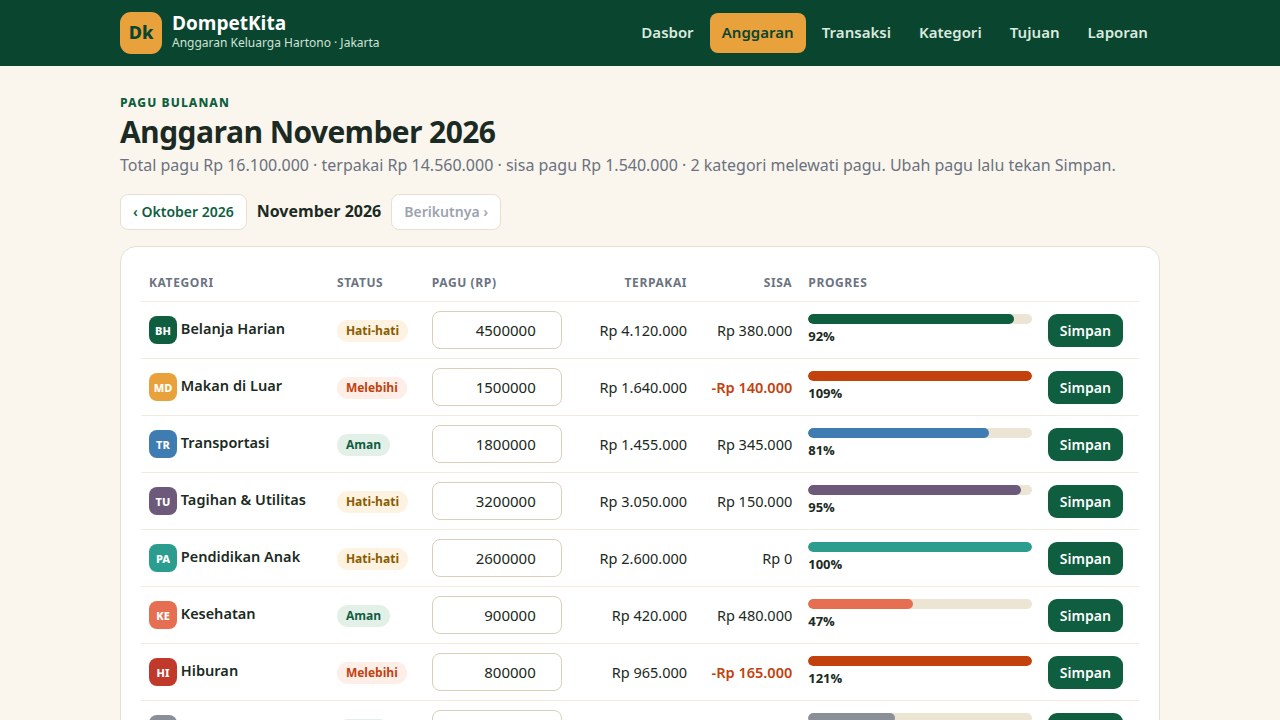 Dk
DompetKita
Anggaran Keluarga Hartono · Jakarta
Dasbor
Anggaran
Transaksi
Kategori
Tujuan
Laporan
PAGU BULANAN
Anggaran November 2026
Total pagu Rp 16.100.000 · terpakai Rp 14.560.000 · sisa pagu Rp 1.540.000 · 2 kategori melewati pagu. Ubah pagu lalu tekan Simpan.
‹ Oktober 2026
November 2026
Berikutnya ›
KATEGORI STATUS PAGU (RP) TERPAKAI SISA PROGRES
BH Belanja Harian Hati-hati 4500000 Rp 4.120.000 Rp 380.000 92% Simpan
MD Makan di Luar Melebihi 1500000 Rp 1.640.000 -Rp 140.000 109% Simpan
TR Transportasi Aman 1800000 Rp 1.455.000 Rp 345.000 81% Simpan
TU Tagihan & Utilitas Hati-hati 3200000 Rp 3.050.000 Rp 150.000 95% Simpan
PA Pendidikan Anak Hati-hati 2600000 Rp 2.600.000 Rp 0 100% Simpan
KE Kesehatan Aman 900000 Rp 420.000 Rp 480.000 47% Simpan
HI Hiburan Melebihi 800000 Rp 965.000 -Rp 165.000 121% Simpan